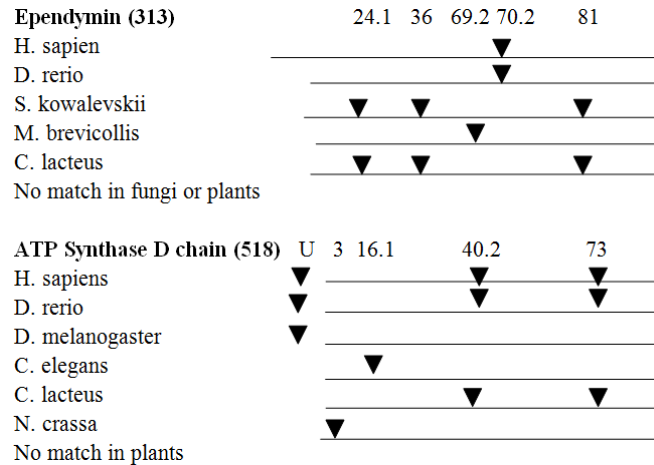 Ependymin (313) 24.1 36 69.2 70.2 81
H. sapien
D. rerio
S. kowalevskii
M. brevicollis
C. lacteus
No match in fungi or plants
ATP Synthase D chain (518) U 3 16.1 40.2 73
H. sapiens
D. rerio
D. melanogaster
C. elegans
C. lacteus
N. crassa
No match in plants